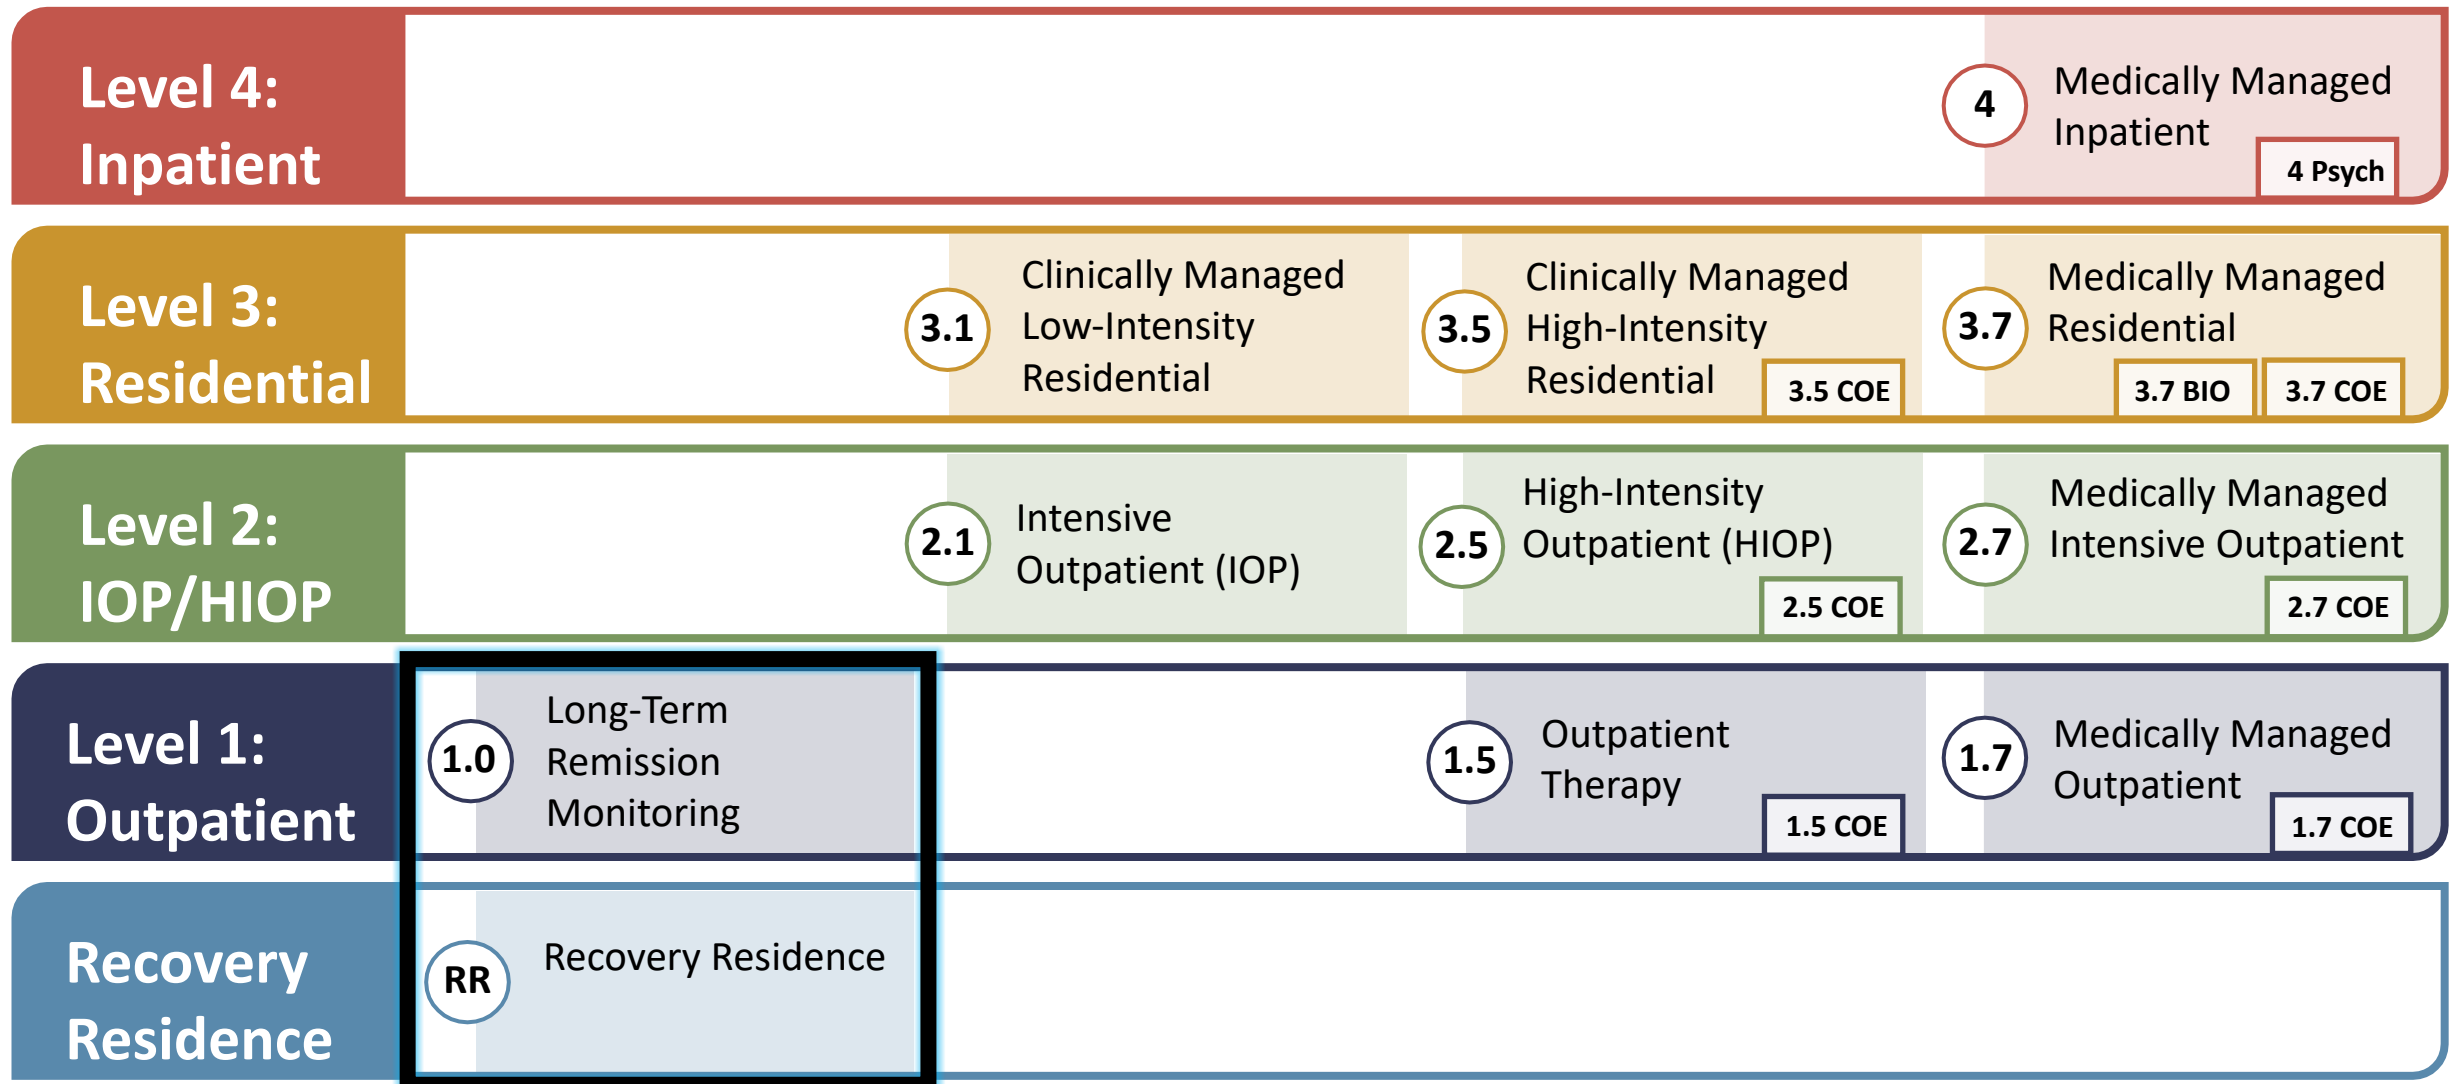 Level 4:
Inpatient
4
Medically Managed
Inpatient
4 Psych
Level 3:
Residential
3.1
Clinically Managed
Low-Intensity
Residential
3.5
Clinically Managed
High-Intensity
Residential
3.5 COE
3.7
Medically Managed
Residential
3.7 BIO
3.7 COE
Level 2:
IOP/HIOP
2.1
Intensive
Outpatient (IOP)
2.5
High-Intensity
Outpatient (HIOP)
2.5 COE
2.7
Medically Managed
Intensive Outpatient
2.7 COE
Level 1:
Outpatient
1.0
Long-Term
Remission
Monitoring
1.5
Outpatient
Therapy
1.5 COE
1.7
Medically Managed
Outpatient
1.7 COE
Recovery
Residence
RR
Recovery Residence